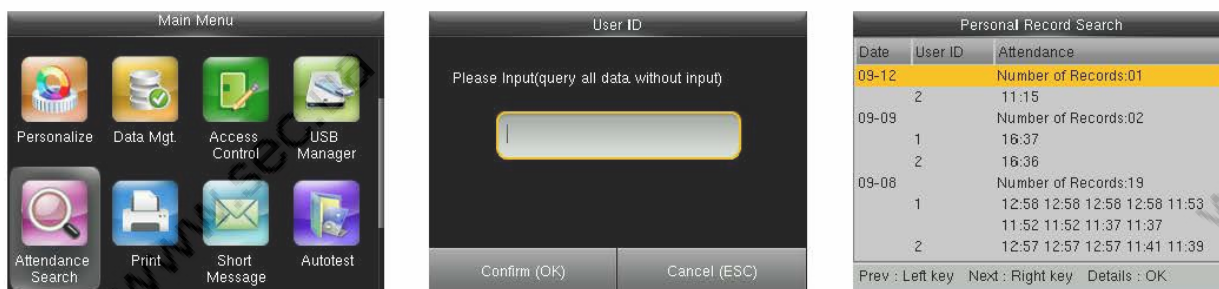 Main Menu
Personalize
Data Mgt.
Access
Control
USB
Manager
Attendance
Search
Print
Short
Message
Autotest
www.sec
User ID
Please Input(query all data without input)
Confirm (OK)
Cancel (ESC)
Personal Record Search
Date User ID Attendance
09-12 Number of Records:01
2 11:15
09-09 Number of Records:02
1 16:37
2 16:36
09-08 Number of Records:19
1 12:58 12:58 12:58 12:58 11:53
11:52 11:52 11:37 11:37
2 12:57 12:57 12:57 11:41 11:39
Prev : Left key Next : Right key Details : OK